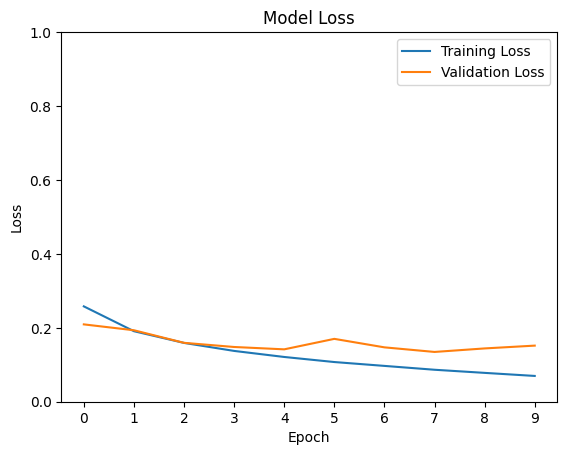 Model Loss
Training Loss
Validation Loss
Loss
1.0
0.8
0.6
0.4
0.2
0.0
0 1 2 3 4 5 6 7 8 9
Epoch